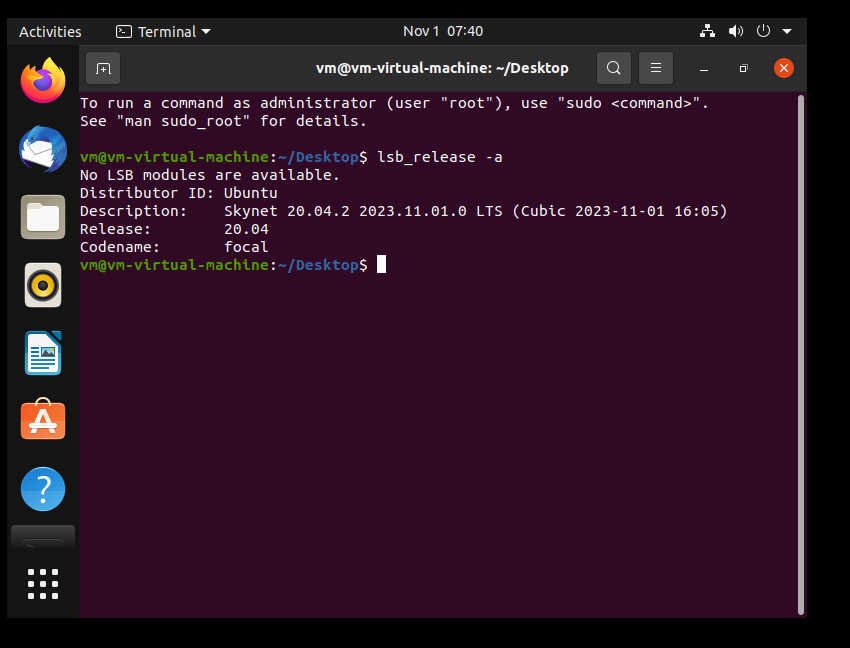 Activities Terminal Nov 1 07:40
vm@vm-virtual-machine: ~/Desktop
To run a command as administrator (user "root"), use "sudo <command>".
See "man sudo_root" for details.
vm@vm-virtual-machine:~/Desktop$ lsb_release -a
No LSB modules are available.
Distributor ID: Ubuntu
Description:    Skynet 20.04.2 2023.11.01.0 LTS (Cubic 2023-11-01 16:05)
Release:        20.04
Codename:       focal
vm@vm-virtual-machine:~/Desktop$